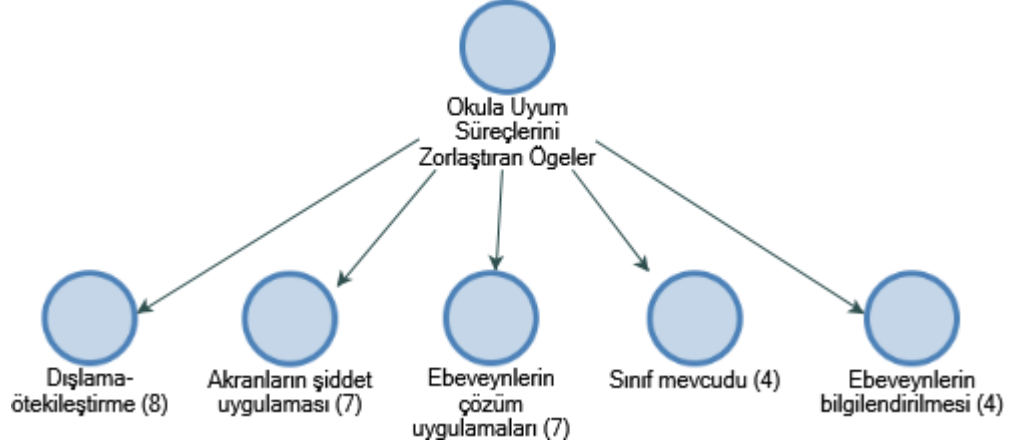 Okula Uyum
Süreçlerini
Zorlaştıran Ögeler
Dışlama-
ötekileştirme (8)
Akranların şiddet
uygulaması (7)
Ebeveynlerin
çözüm
uygulamaları (7)
Sınıf mevcudu (4)
Ebeveynlerin
bilgilendirilmesi (4)